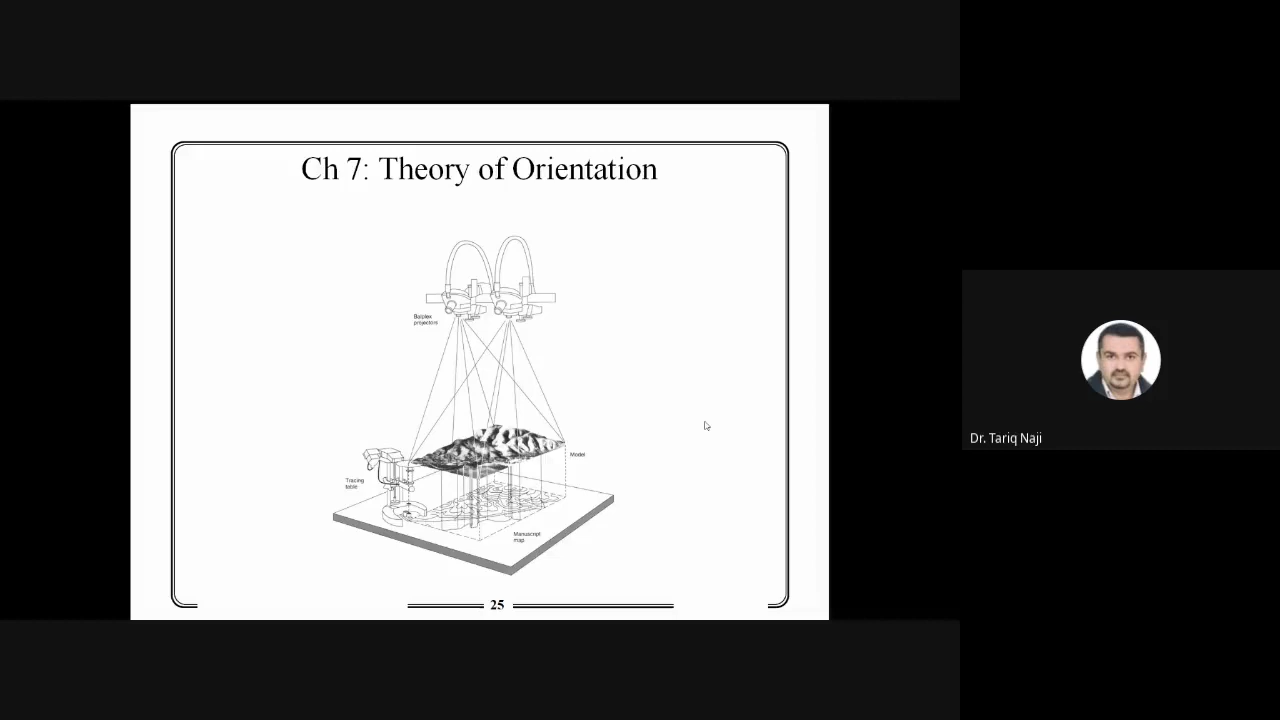 Ch 7: Theory of Orientation
Balplex
projectors
Model
Tracing
table
Manuscript
map
25
Dr. Tariq Naji